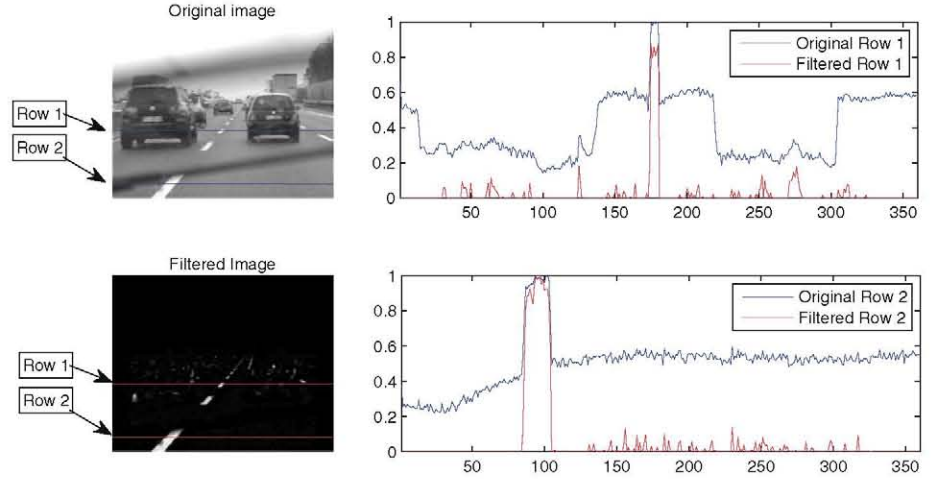 Original image
Row 1
Row 2
1
0.8
0.6
0.4
0.2
0
50 100 150 200 250 300 350
Original Row 1
Filtered Row 1
Filtered Image
Row 1
Row 2
1
0.8
0.6
0.4
0.2
0
50 100 150 200 250 300 350
Original Row 2
Filtered Row 2